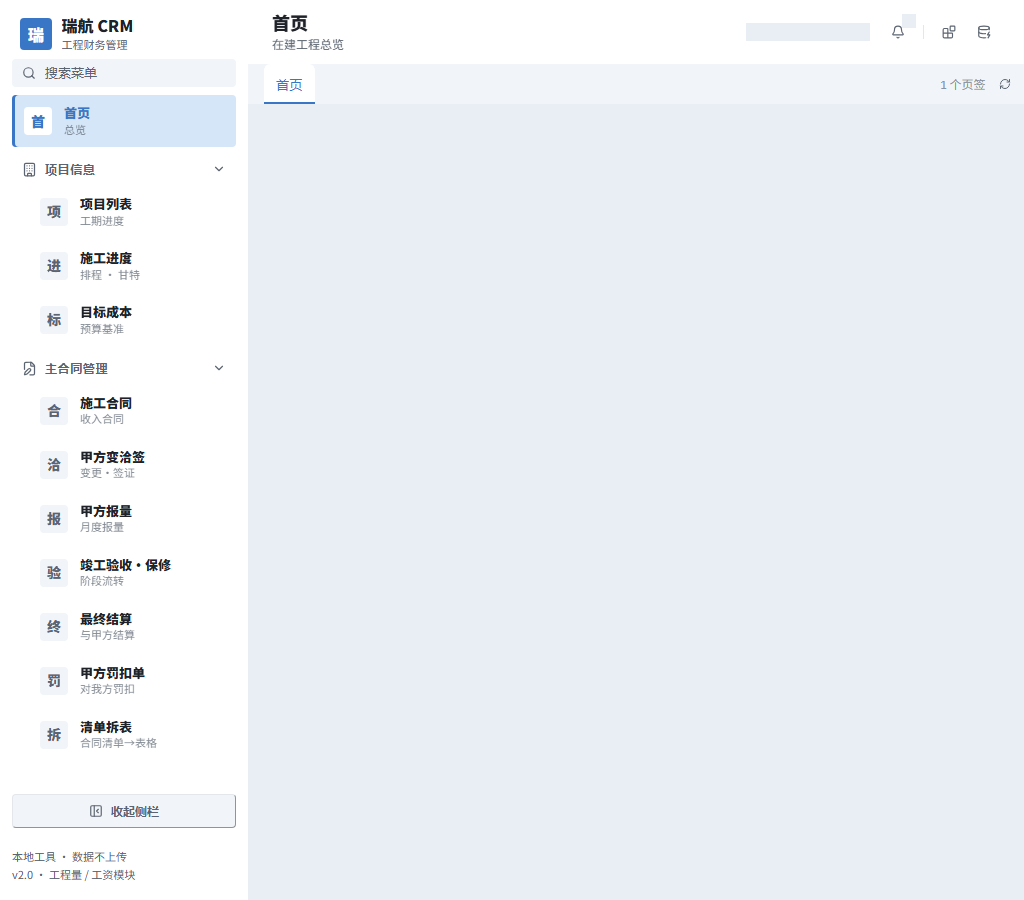 瑞
瑞航 CRM
工程财务管理
搜索菜单
首
首页
总览
项目信息
项
项目列表
工期进度
进
施工进度
排程 · 甘特
标
目标成本
预算基准
主合同管理
合
施工合同
收入合同
洽
甲方变洽签
变更·签证
报
甲方报量
月度报量
验
竣工验收·保修
阶段流转
终
最终结算
与甲方结算
罚
甲方罚扣单
对我方罚扣
拆
清单拆表
合同清单→表格
收起侧栏
本地工具 · 数据不上传
v2.0 · 工程量 / 工资模块
首页
在建工程总览
首页
1 个页签